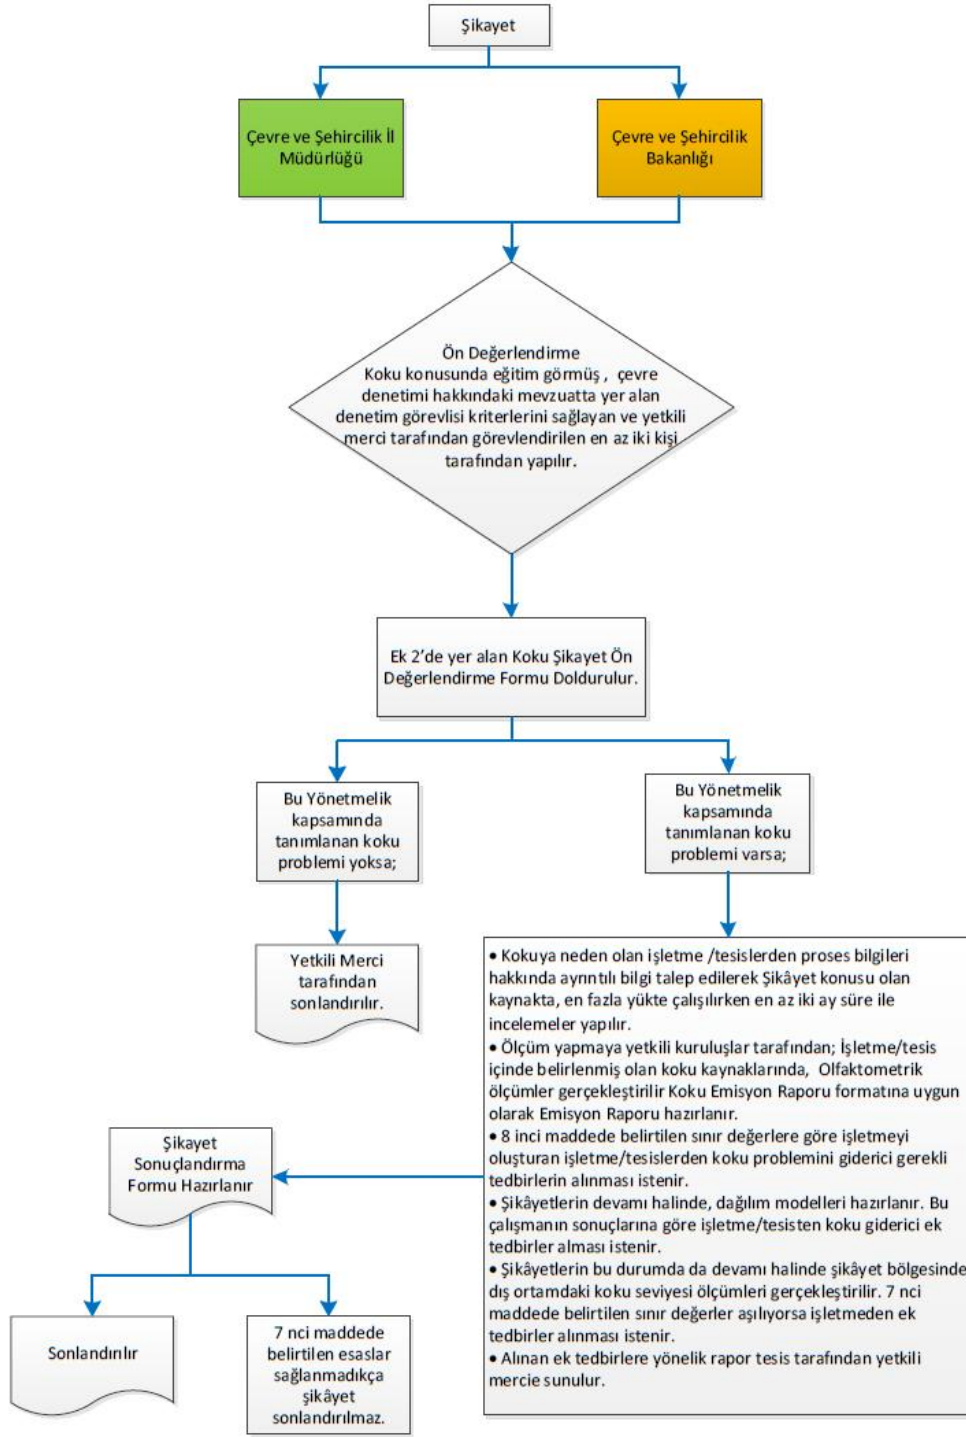 Şikayet
Çevre ve Şehircilik İl
Müdürlüğü
Çevre ve Şehircilik
Bakanlığı
Ön Değerlendirme
Koku konusunda eğitim görmüş , çevre
denetimi hakkındaki mevzuatta yer alan
denetim görevlisi kriterlerini sağlayan ve yetkili
merci tarafından görevlendirilen en az iki kişi
tarafından yapılır.
Ek 2'de yer alan Koku Şikayet Ön
Değerlendirme Formu Doldurulur.
Bu Yönetmelik
kapsamında
tanımlanan koku
problemi yoksa;
Bu Yönetmelik
kapsamında
tanımlanan koku
problemi varsa;
Yetkili Merci
tarafından
sonlandırılır.
• Kokuya neden olan işletme /tesislerden proses bilgileri
hakkında ayrıntılı bilgi talep edilerek Şikâyet konusu olan
kaynakta, en fazla yükte çalışılırken en az iki ay süre ile
incelemeler yapılır.
• Ölçüm yapmaya yetkili kuruluşlar tarafından; İşletme/tesis
içinde belirlenmiş olan koku kaynaklarında, Olfaktometrik
ölçümler gerçekleştirilir Koku Emisyon Raporu formatına uygun
olarak Emisyon Raporu hazırlanır.
• 8 inci maddede belirtilen sınır değerlere göre işletmeyi
oluşturan işletme/tesislerden koku problemini giderici gerekli
tedbirlerin alınması istenir.
• Şikâyetlerin devamı halinde, dağılım modelleri hazırlanır. Bu
çalışmanın sonuçlarına göre işletme/tesisten koku giderici ek
tedbirler alması istenir.
• Şikâyetlerin bu durumda da devamı halinde şikâyet bölgesinde
dış ortamdaki koku seviyesi ölçümleri gerçekleştirilir. 7 nci
maddede belirtilen sınır değerler aşılıyorsa işletmeden ek
tedbirler alınması istenir.
• Alınan ek tedbirlere yönelik rapor tesis tarafından yetkili
mercie sunulur.
Şikayet
Sonuçlandırma
Formu Hazırlanır
Sonlandırılır
7 nci maddede
belirtilen esaslar
sağlanmadıkça
şikâyet
sonlandırılmaz.